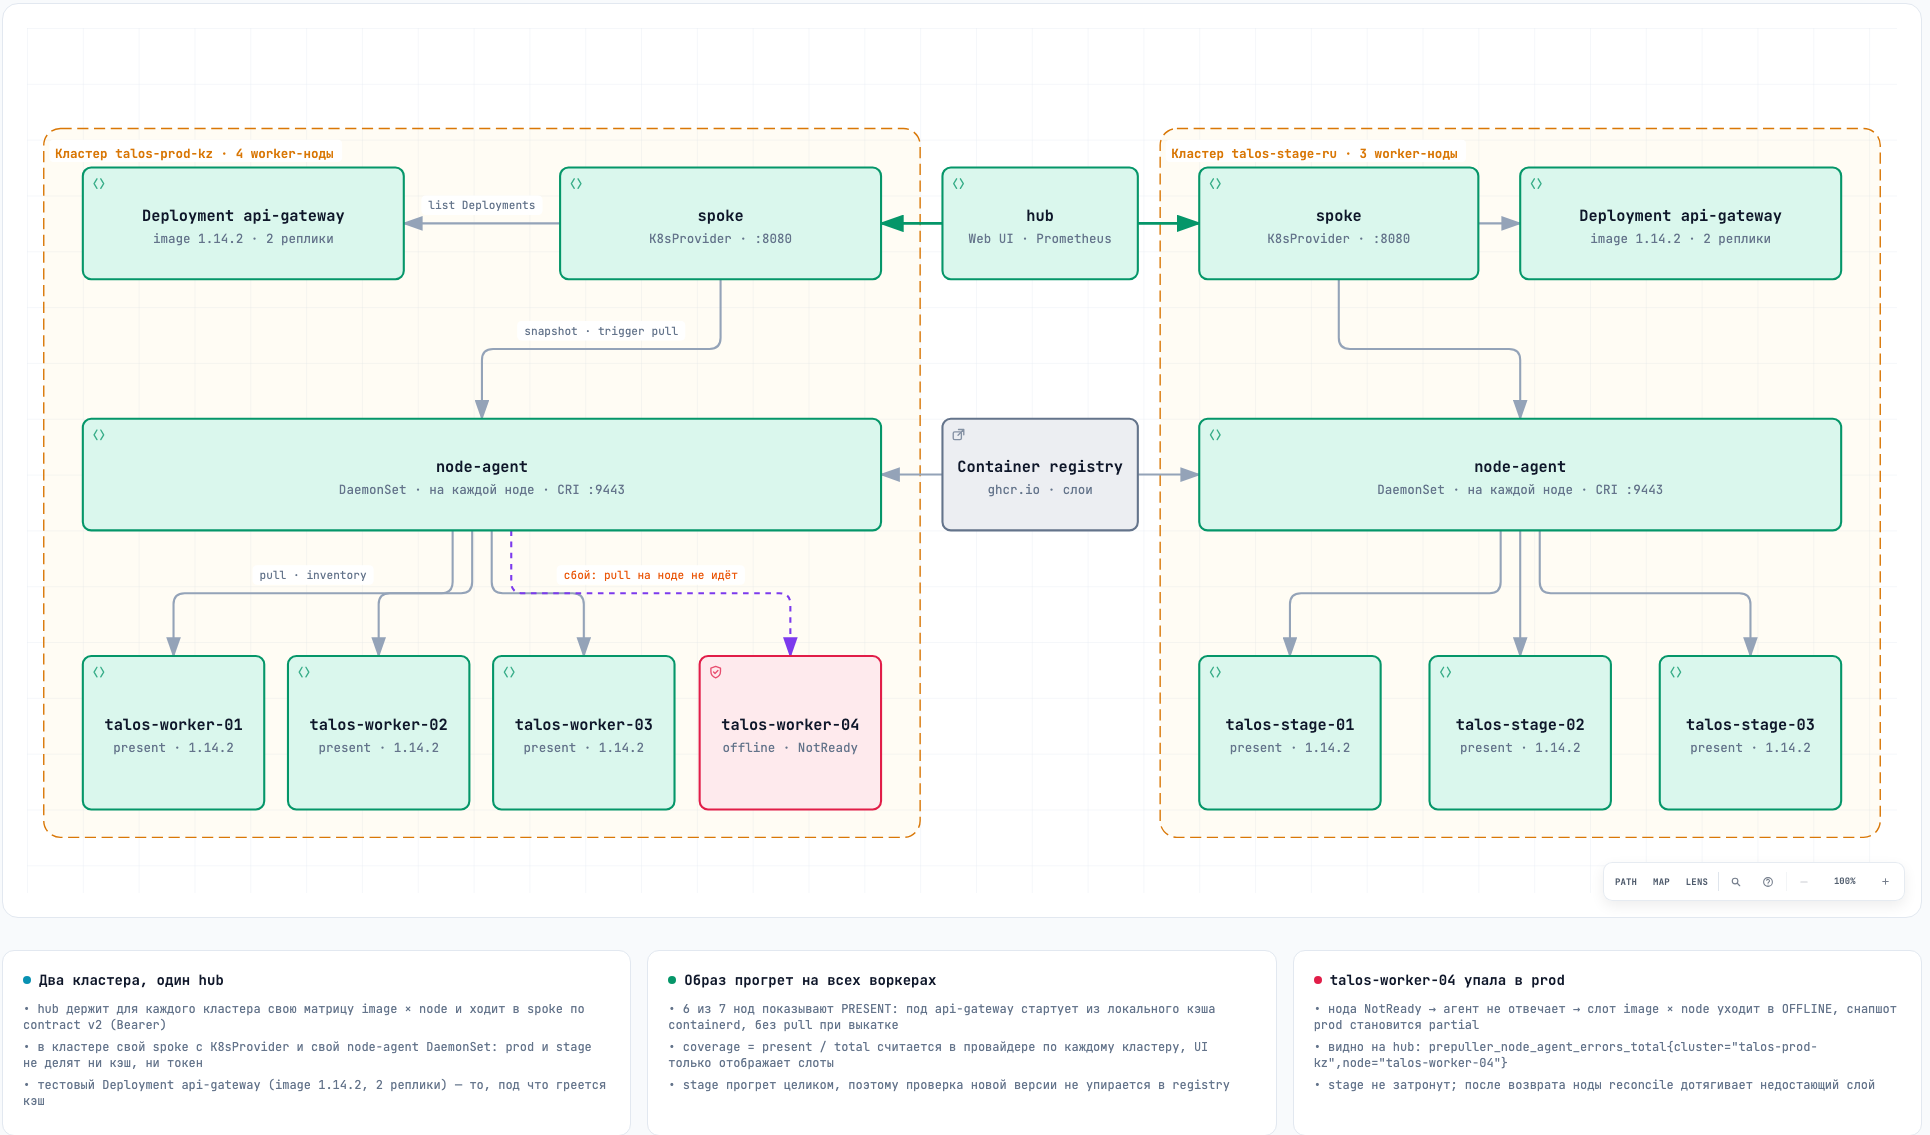 Кластер talos-prod-kz · 4 worker-ноды
Кластер talos-stage-ru · 3 worker-ноды
Deployment api-gateway
image 1.14.2 · 2 реплики
list Deployments
spoke
K8sProvider · :8080
hub
Web UI · Prometheus
spoke
K8sProvider · :8080
Deployment api-gateway
image 1.14.2 · 2 реплики
snapshot · trigger pull
node-agent
DaemonSet · на каждой ноде · CRI :9443
Container registry
ghcr.io · слои
node-agent
DaemonSet · на каждой ноде · CRI :9443
pull · inventory
сбой: pull на ноде не идёт
talos-worker-01
present · 1.14.2
talos-worker-02
present · 1.14.2
talos-worker-03
present · 1.14.2
talos-worker-04
offline · NotReady
talos-stage-01
present · 1.14.2
talos-stage-02
present · 1.14.2
talos-stage-03
present · 1.14.2
PATH MAP LENS − 100% +
Два кластера, один hub
• hub держит для каждого кластера свою матрицу image × node и ходит в spoke по
contract v2 (Bearer)
• в кластере свой spoke с K8sProvider и свой node-agent DaemonSet: prod и stage
не делят ни кэш, ни токен
• тестовый Deployment api-gateway (image 1.14.2, 2 реплики) — то, под что греется
кэш
Образ прогрет на всех воркерах
• 6 из 7 нод показывают PRESENT: под api-gateway стартует из локального кэша
containerd, без pull при выкатке
• coverage = present / total считается в провайдере по каждому кластеру, UI
только отображает слоты
• stage прогрет целиком, поэтому проверка новой версии не упирается в registry
talos-worker-04 упала в prod
• нода NotReady → агент не отвечает → слот image × node уходит в OFFLINE, снапшот
prod становится partial
• видно на hub: prepuller_node_agent_errors_total{cluster="talos-prod-
kz",node="talos-worker-04"}
• stage не затронут; после возврата ноды reconcile дотягивает недостающий слой